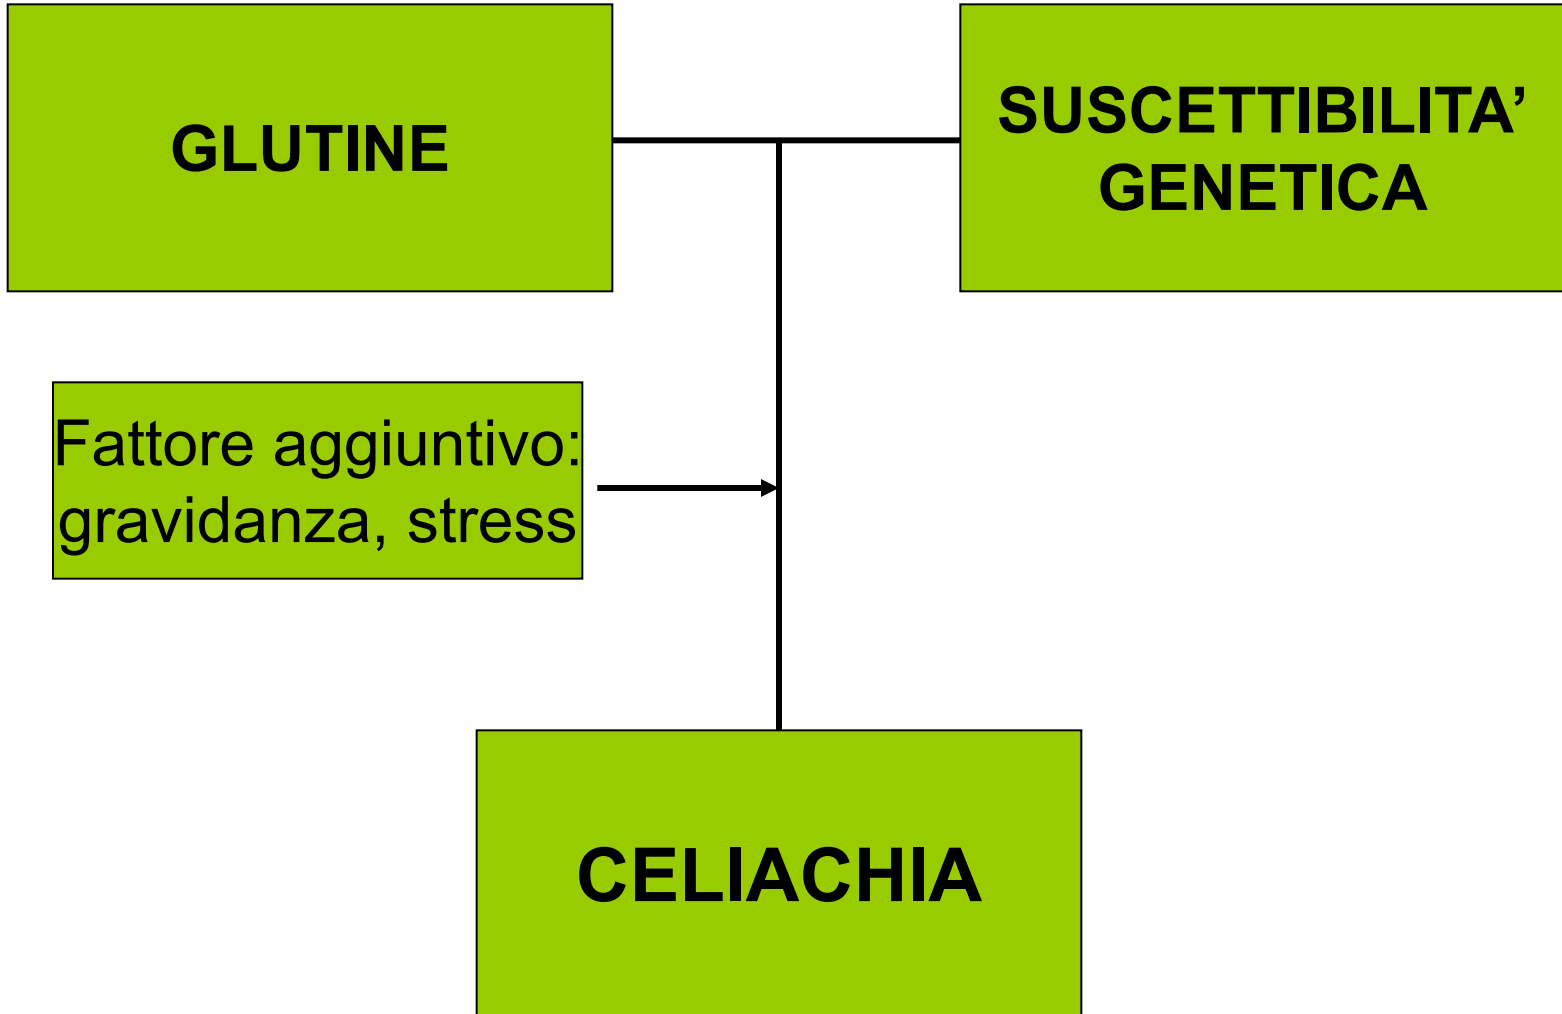 GLUTINE
SUSCETTIBILITA’
GENETICA
Fattore aggiuntivo:
gravidanza, stress
CELIACHIA